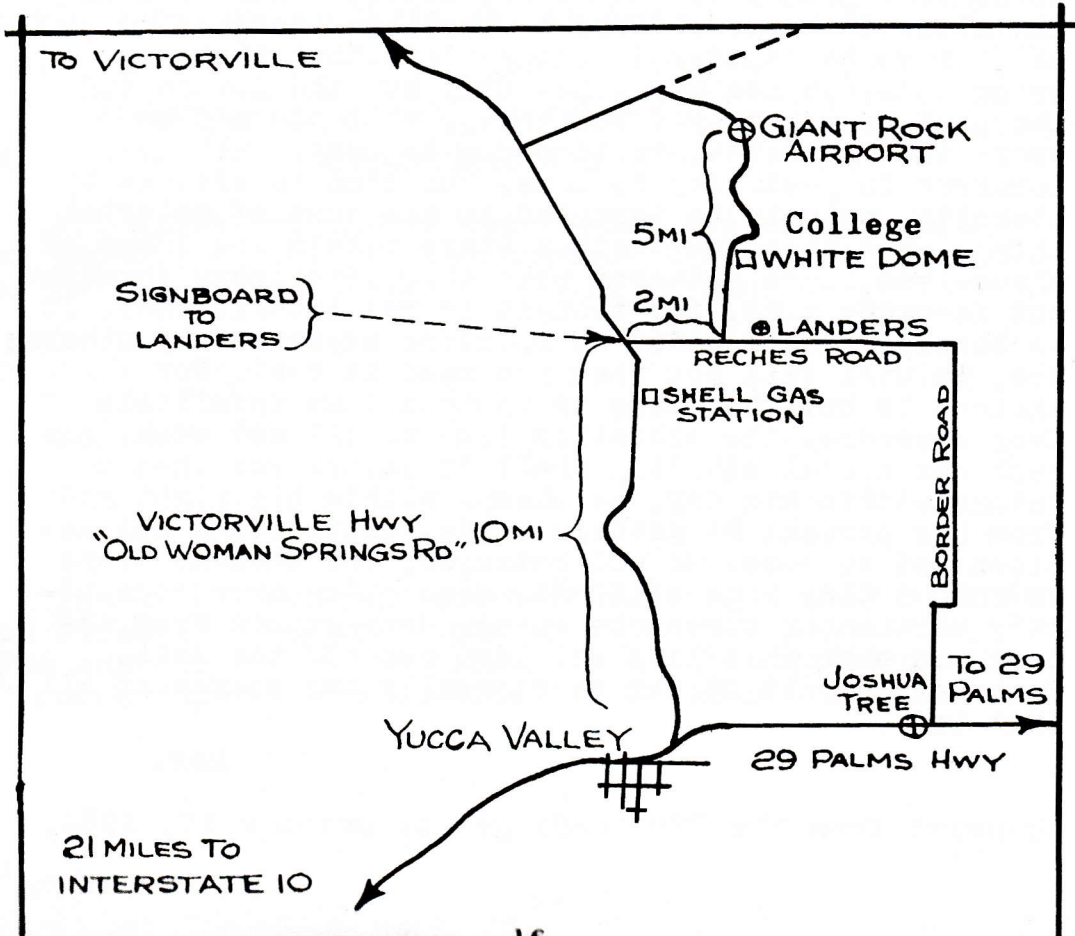 TO VICTORVILLE
GIANT ROCK
AIRPORT
5MI
College
WHITE DOME
SIGNBOARD
TO
LANDERS
2MI
LANDERS
RECHES ROAD
SHELL GAS
STATION
BORDER ROAD
VICTORVILLE HWY
"OLD WOMAN SPRINGS RD"
10MI
JOSHUA
TREE
TO 29
PALMS
YUCCA VALLEY
29 PALMS HWY
21 MILES TO
INTERSTATE 10